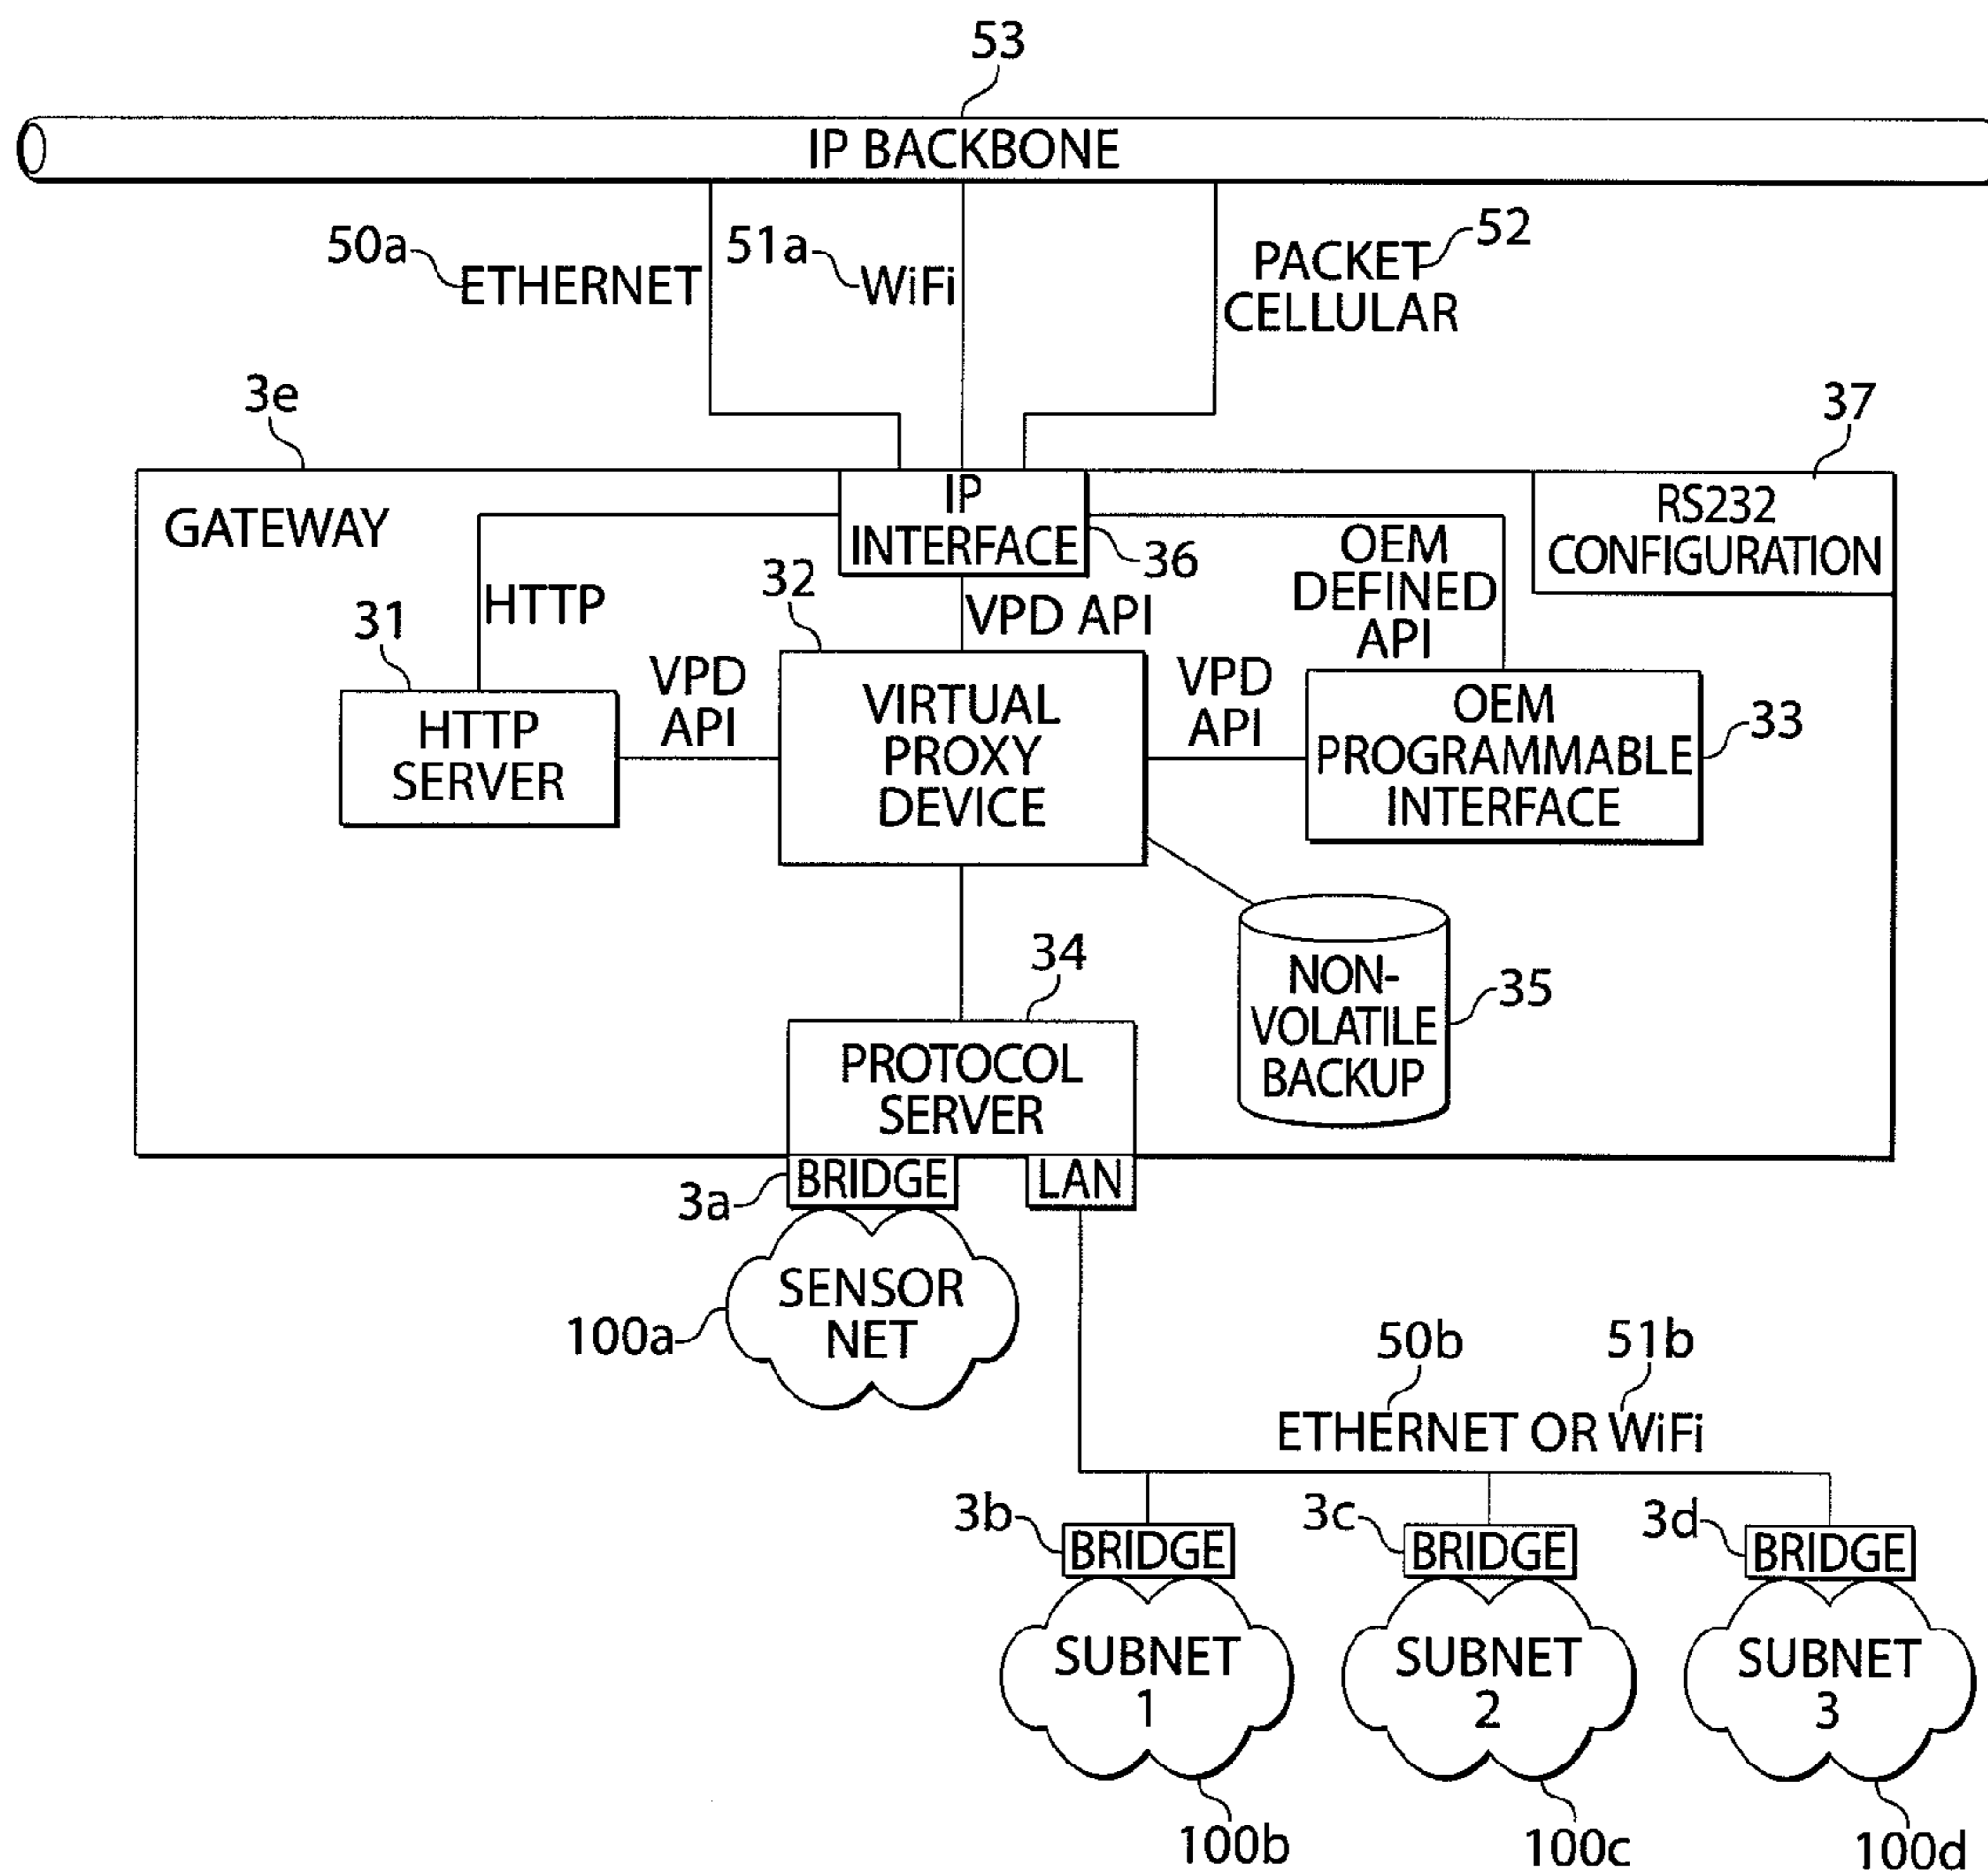 53
IP BACKBONE
50a
ETHERNET
51a
WiFi
52
PACKET
CELLULAR
3e
37
GATEWAY
IP
INTERFACE
36
RS232
CONFIGURATION
HTTP
32
VPD API
OEM
DEFINED
API
31
HTTP
SERVER
VPD
API
VIRTUAL
PROXY
DEVICE
VPD
API
OEM
PROGRAMMABLE
INTERFACE
33
34
PROTOCOL
SERVER
NON-
VOLATILE
BACKUP
35
3a
BRIDGE
LAN
SENSOR
NET
100a
50b
51b
ETHERNET OR WiFi
3b
BRIDGE
3c
BRIDGE
3d
BRIDGE
SUBNET
1
SUBNET
2
SUBNET
3
100b
100c
100d